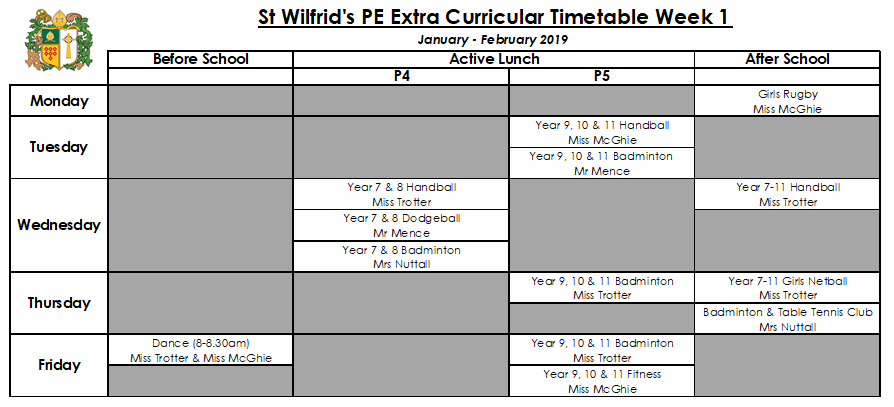 St Wilfrid's PE Extra Curricular Timetable Week 1
January - February 2019
Before School
Active Lunch
After School
P4
P5
Monday
Girls Rugby
Miss McGhie
Tuesday
Year 9, 10 & 11 Handball
Miss McGhie
Year 9, 10 & 11 Badminton
Mr Mence
Wednesday
Year 7 & 8 Handball
Miss Trotter
Year 7 & 8 Dodgeball
Mr Mence
Year 7 & 8 Badminton
Mrs Nuttall
Year 7-11 Handball
Miss Trotter
Thursday
Year 9, 10 & 11 Badminton
Miss Trotter
Year 7-11 Girls Netball
Miss Trotter
Badminton & Table Tennis Club
Mrs Nuttall
Friday
Dance (8-8.30am)
Miss Trotter & Miss McGhie
Year 9, 10 & 11 Badminton
Miss Trotter
Year 9, 10 & 11 Fitness
Miss McGhie